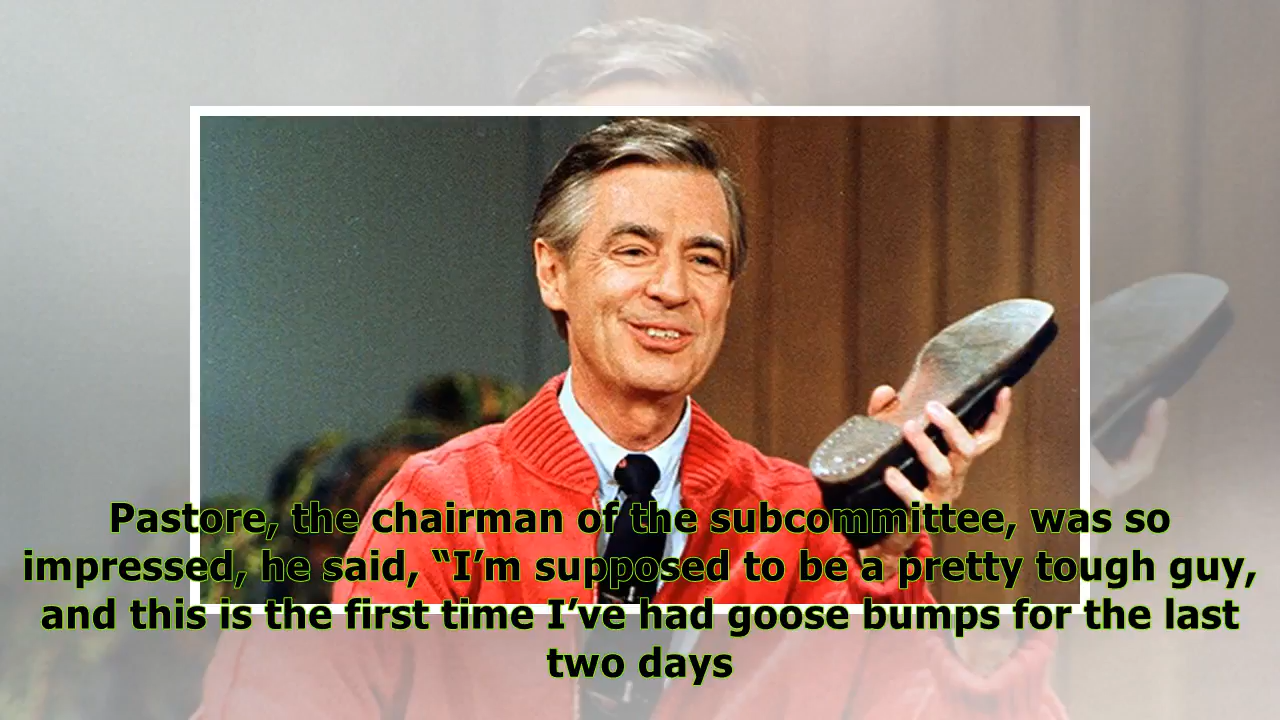 Pastore, the chairman of the subcommittee, was so
impressed, he said, “I’m supposed to be a pretty tough guy,
and this is the first time I’ve had goose bumps for the last
two days